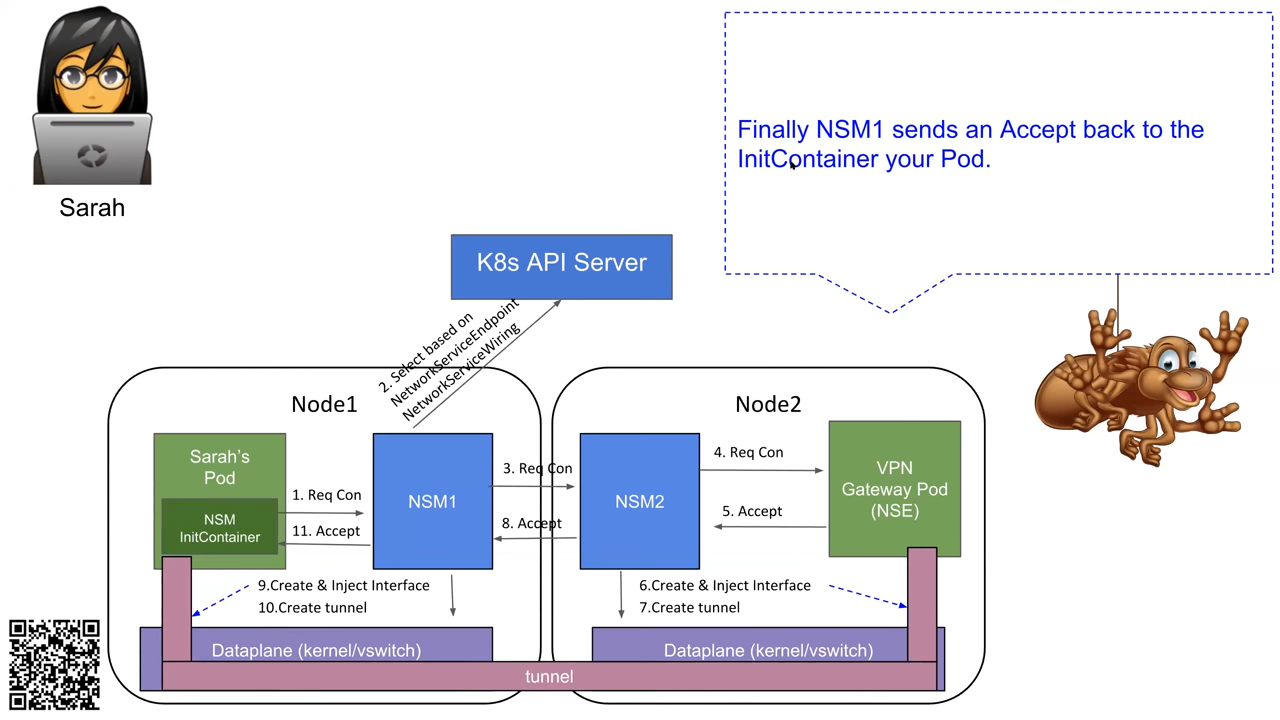 Finally NSM1 sends an Accept back to the
InitContainer your Pod.
Sarah
K8s API Server
2. Select based on
NetworkServiceEndpoint
NetworkServiceWiring
Node1
Node2
Sarah's
Pod
NSM
InitContainer
1. Req Con
11. Accept
NSM1
3. Req Con
8. Accept
NSM2
4. Req Con
5. Accept
VPN
Gateway Pod
(NSE)
9.Create & Inject Interface
10.Create tunnel
6.Create & Inject Interface
7.Create tunnel
Dataplane (kernel/vswitch)
Dataplane (kernel/vswitch)
tunnel